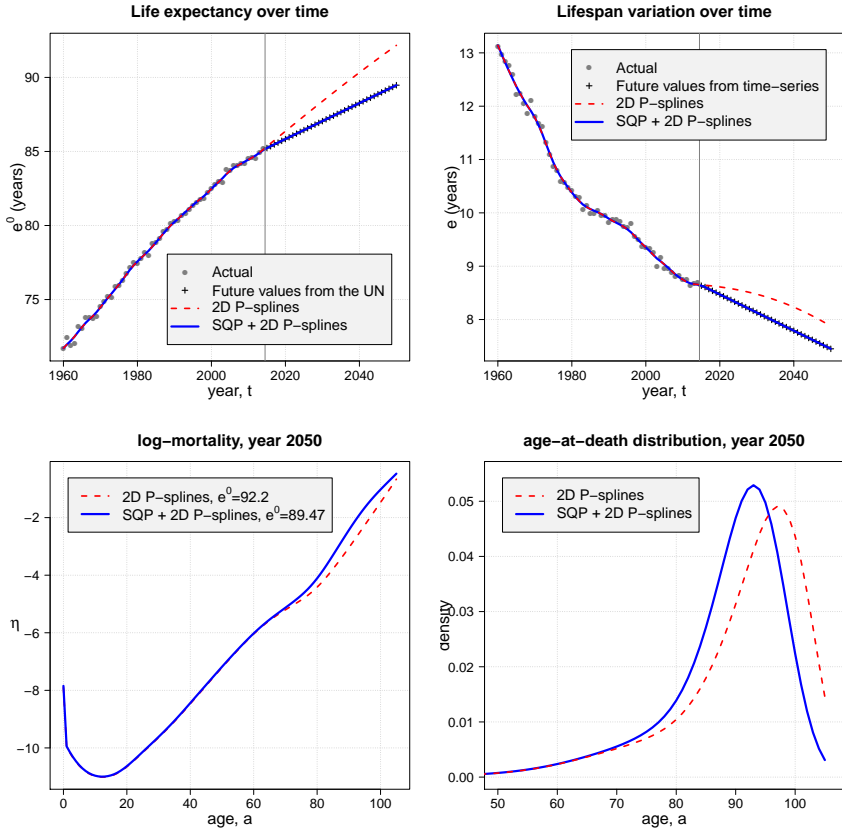 Life expectancy over time
90
85
80
75
e⁰ (years)
Actual
Future values from the UN
2D P−splines
SQP + 2D P−splines
1960 1980 2000 2020 2040
year, t
Lifespan variation over time
13
12
11
10
9
8
e (years)
Actual
Future values from time−series
2D P−splines
SQP + 2D P−splines
1960 1980 2000 2020 2040
year, t
log−mortality, year 2050
−2
−4
−6
−8
−10
η
2D P−splines, e⁰=92.2
SQP + 2D P−splines, e⁰=89.47
0 20 40 60 80 100
age, a
age−at−death distribution, year 2050
0.05
0.04
0.03
0.02
0.01
0.00
density
2D P−splines
SQP + 2D P−splines
50 60 70 80 90 100
age, a